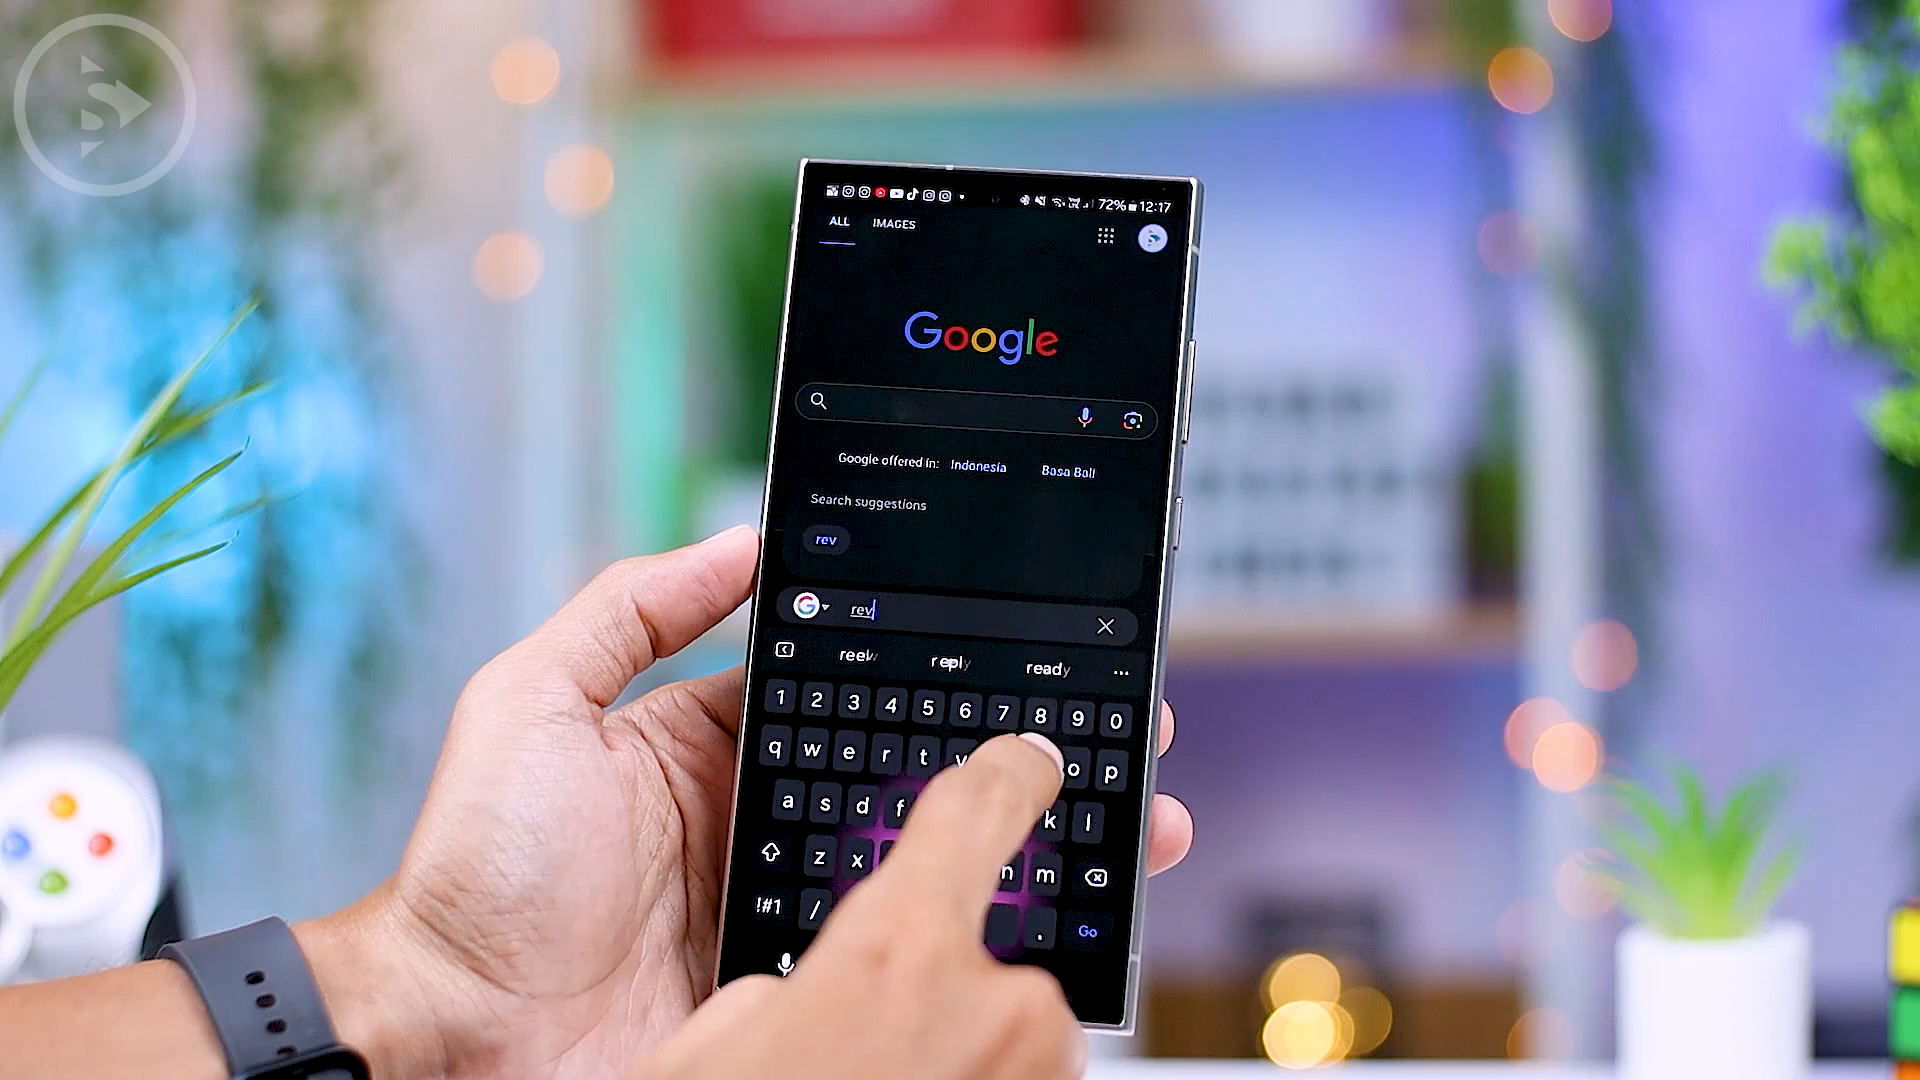 72% 12:17
ALL IMAGES
Google
Google offered in: Indonesia Basa Bali
Search suggestions
rev
rev
reply ready ...
1 2 3 4 5 6 7 8 9 0
q w e r t o p
a s d f k l
z x n m
!#1 / . Go